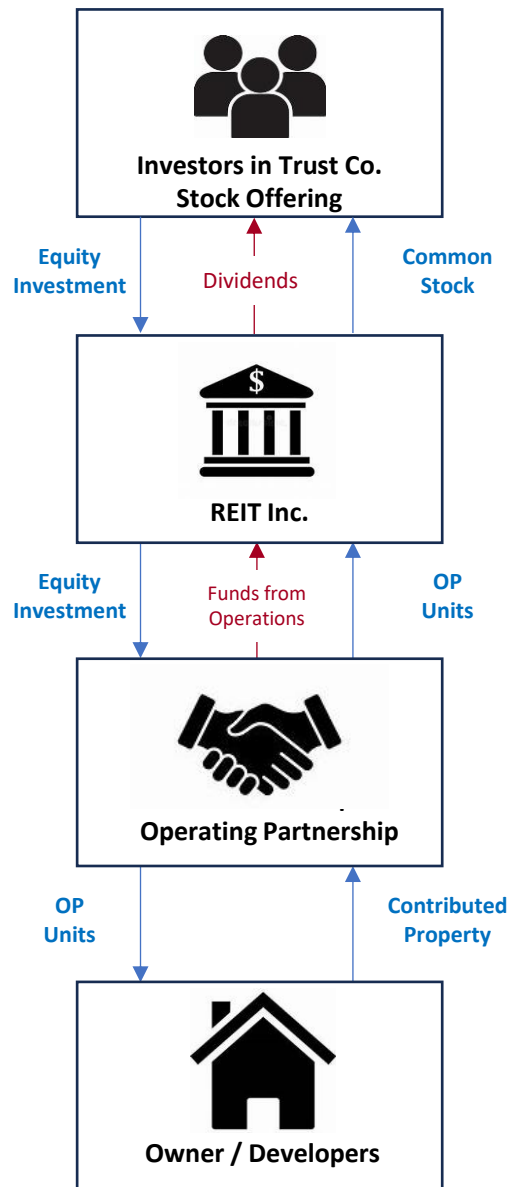 Investors in Trust Co.
Stock Offering
Equity
Investment
Dividends
Common
Stock
$
REIT Inc.
Equity
Investment
Funds from
Operations
OP
Units
Operating Partnership
OP
Units
Contributed
Property
Owner / Developers